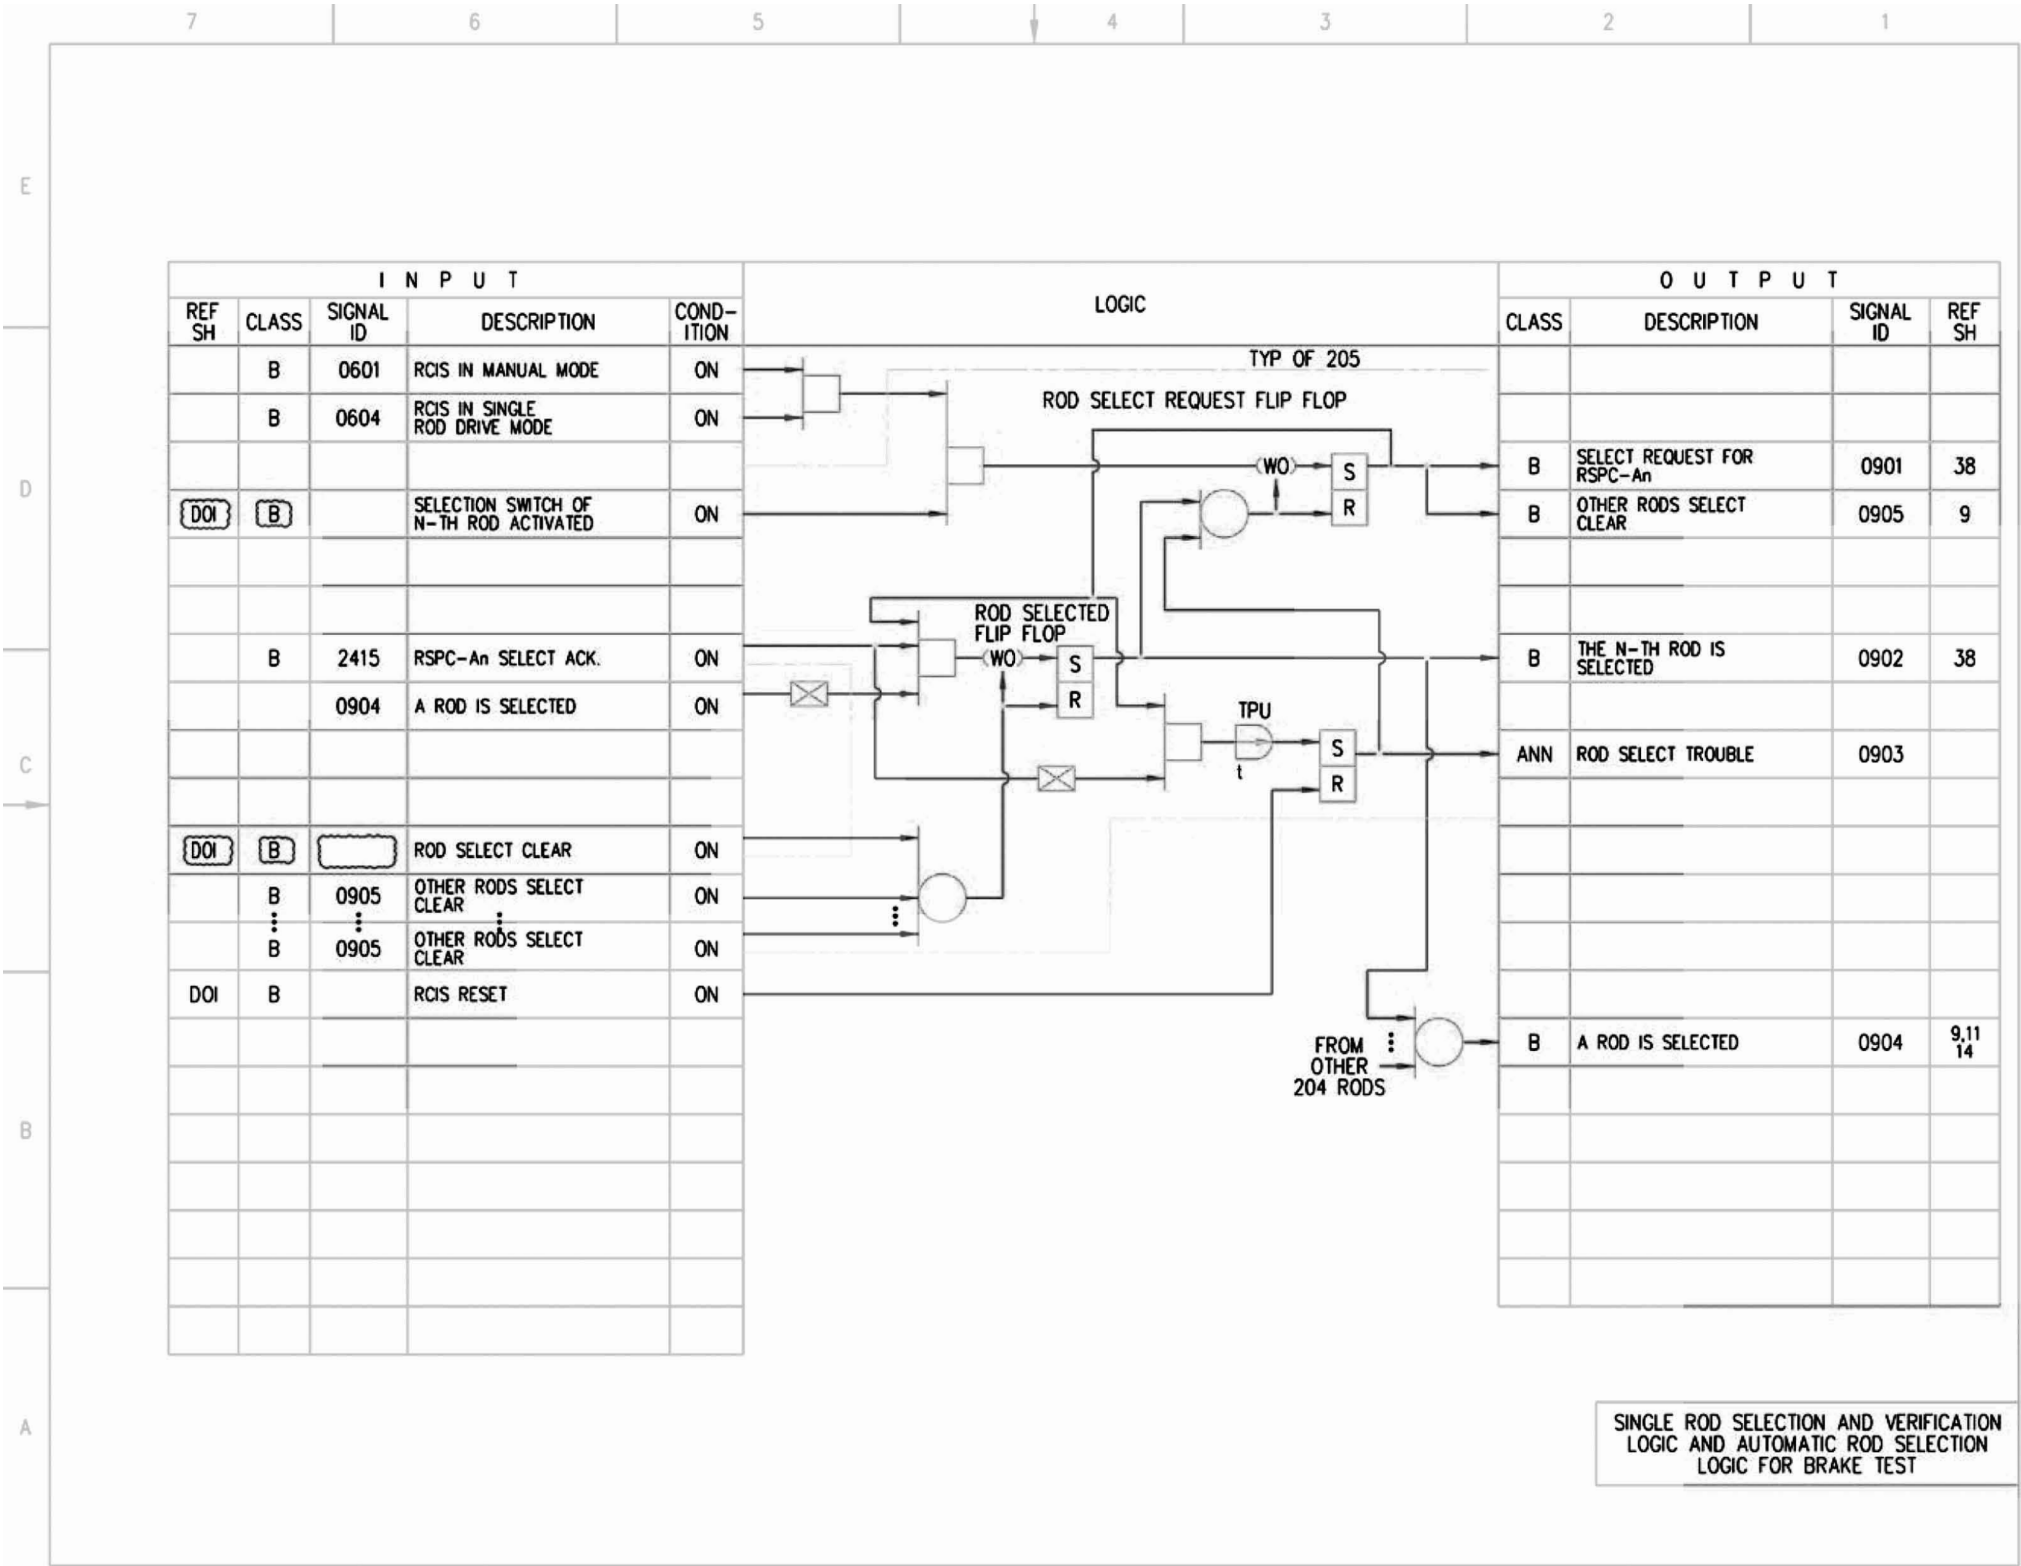 7 6 5 4 3 2 1
E
D
C
B
A
I N P U T
REF SH
CLASS
SIGNAL ID
DESCRIPTION
COND-
ITION
LOGIC
O U T P U T
CLASS
DESCRIPTION
SIGNAL ID
REF SH
B 0601 RCIS IN MANUAL MODE ON
B 0604 RCIS IN SINGLE
ROD DRIVE MODE ON
DOI B SELECTION SWITCH OF
N-TH ROD ACTIVATED ON
B 2415 RSPC-An SELECT ACK. ON
0904 A ROD IS SELECTED ON
DOI B ROD SELECT CLEAR ON
B 0905 OTHER RODS SELECT
CLEAR ON
B 0905 OTHER RODS SELECT
CLEAR ON
DOI B RCIS RESET ON
TYP OF 205
ROD SELECT REQUEST FLIP FLOP
(WO) S
R
ROD SELECTED
FLIP FLOP
(WO) S
R
TPU
t
S
R
FROM
OTHER
204 RODS
B SELECT REQUEST FOR
RSPC-An 0901 38
B OTHER RODS SELECT
CLEAR 0905 9
B THE N-TH ROD IS
SELECTED 0902 38
ANN ROD SELECT TROUBLE 0903
B A ROD IS SELECTED 0904 9,11
14
SINGLE ROD SELECTION AND VERIFICATION
LOGIC AND AUTOMATIC ROD SELECTION
LOGIC FOR BRAKE TEST